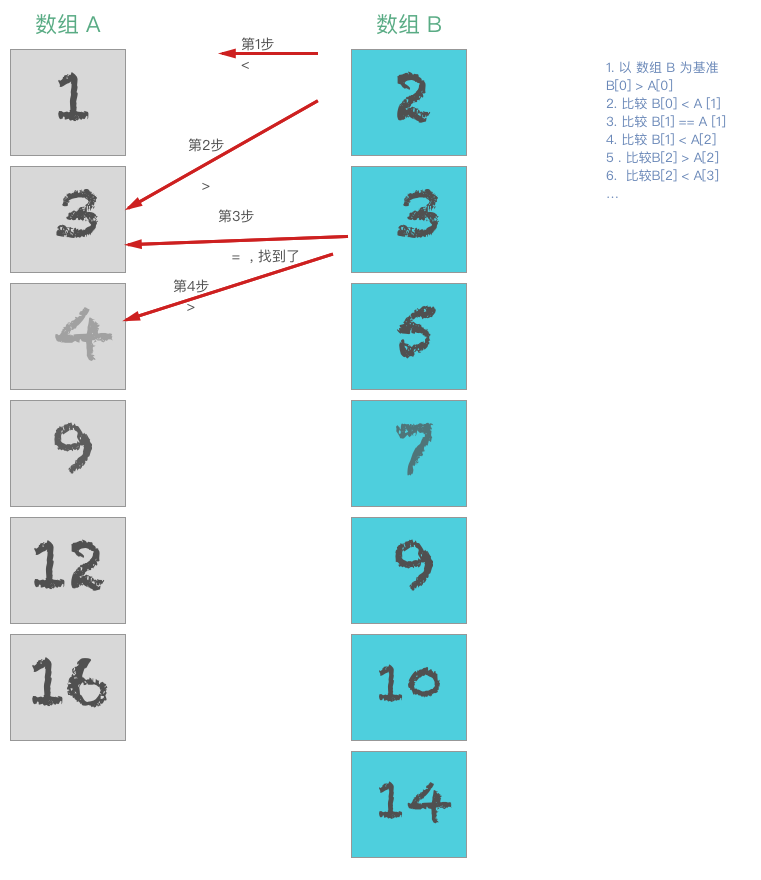 数组 A
数组 B
第1步
<
1
2
1. 以 数组 B 为基准
B[0] > A[0]
2. 比较 B[0] < A [1]
3. 比较 B[1] == A [1]
4. 比较 B[1] < A[2]
5 . 比较B[2] > A[2]
6. 比较B[2] < A[3]
...
第2步
>
3
第3步
3
= , 找到了
第4步
>
4
5
9
7
12
9
16
10
14